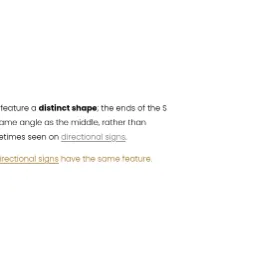 feature a distinct shape; the ends of the S
ame angle as the middle, rather than
etimes seen on directional signs.
irectional signs have the same feature.